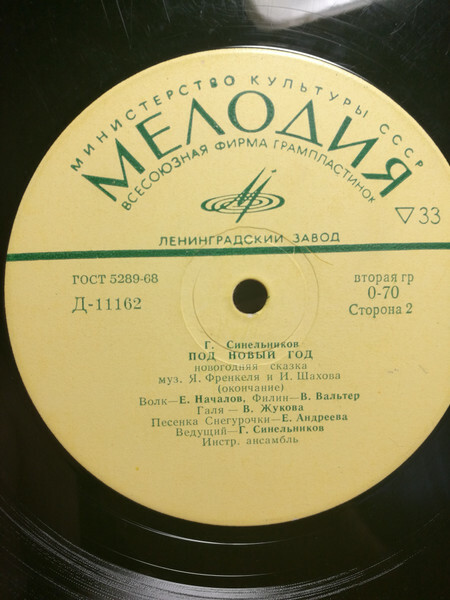 МИНИСТЕРСТВО КУЛЬТУРЫ СССР
МЕЛОДИЯ
ВСЕСОЮЗНАЯ ФИРМА ГРАМПЛАСТИНОК
▽33
ЛЕНИНГРАДСКИЙ ЗАВОД
ГОСТ 5289-68
Д-11162
вторая гр
0-70
Сторона 2
Г. Синельников
ПОД НОВЫЙ ГОД
новогодняя сказка
муз. Я. Френкеля и И. Шахова
(окончание)
Волк—Е. Началов, Филин—В. Вальтер
Галя — В. Жукова
Песенка Снегурочки—Е. Андреева
Ведущий—Г. Синельников
Инстр. ансамбль